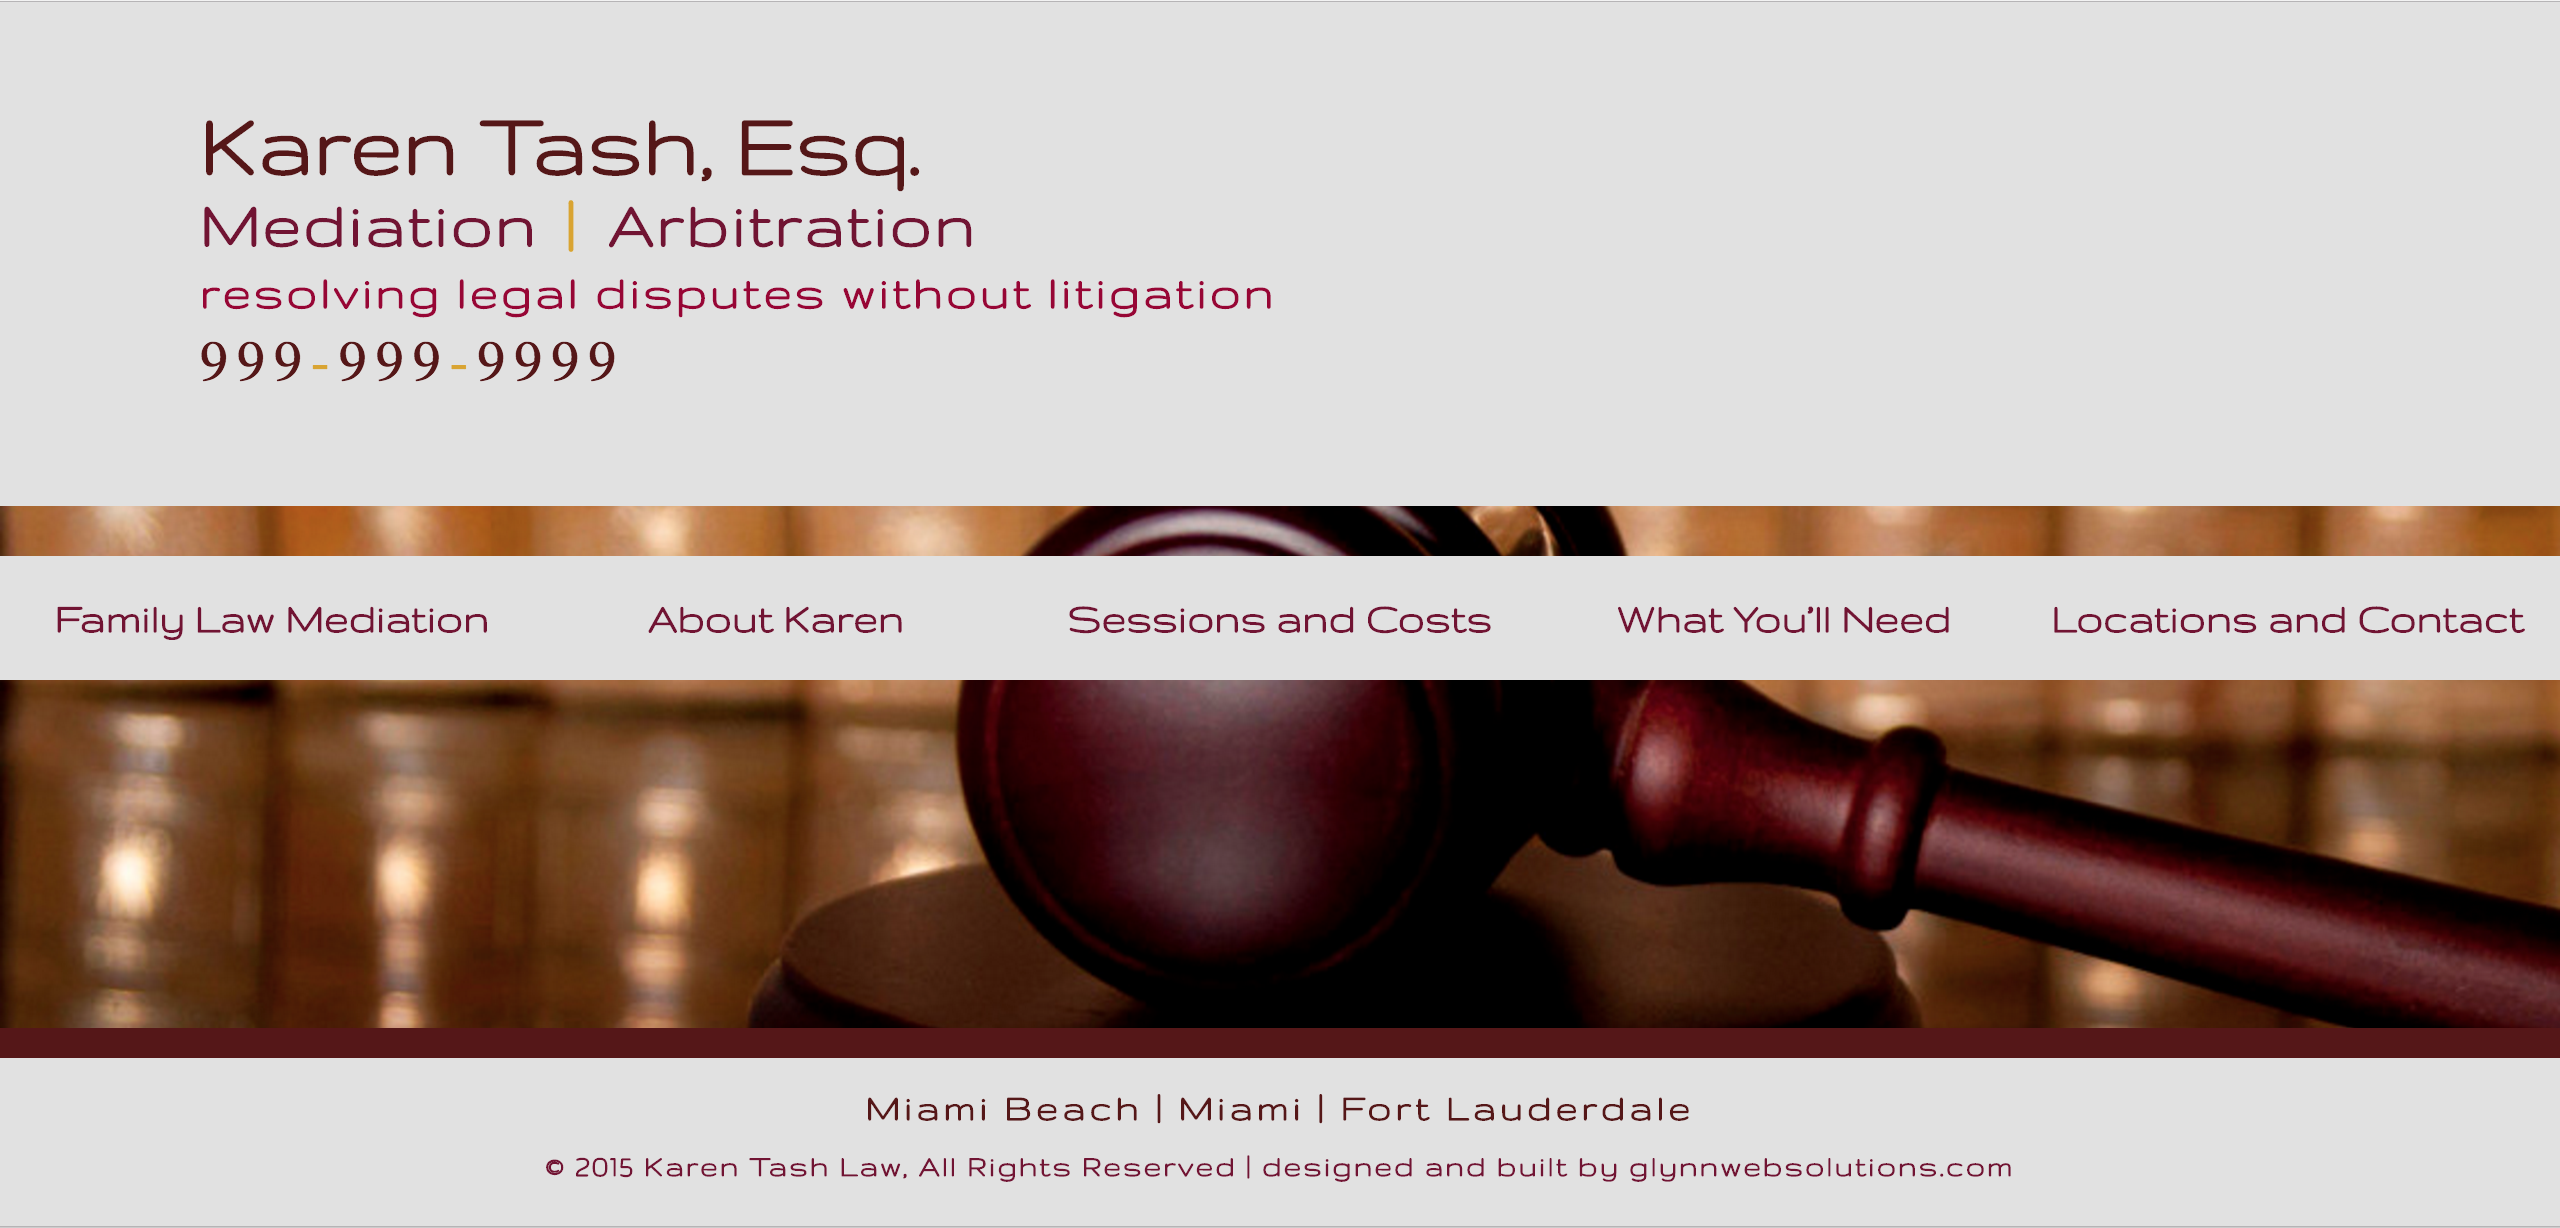 Karen Tash, Esq.
Mediation | Arbitration
resolving legal disputes without litigation
999-999-9999
Family Law Mediation About Karen Sessions and Costs What You'll Need Locations and Contact
Miami Beach | Miami | Fort Lauderdale
© 2015 Karen Tash Law, All Rights Reserved | designed and built by glynnwebsolutions.com